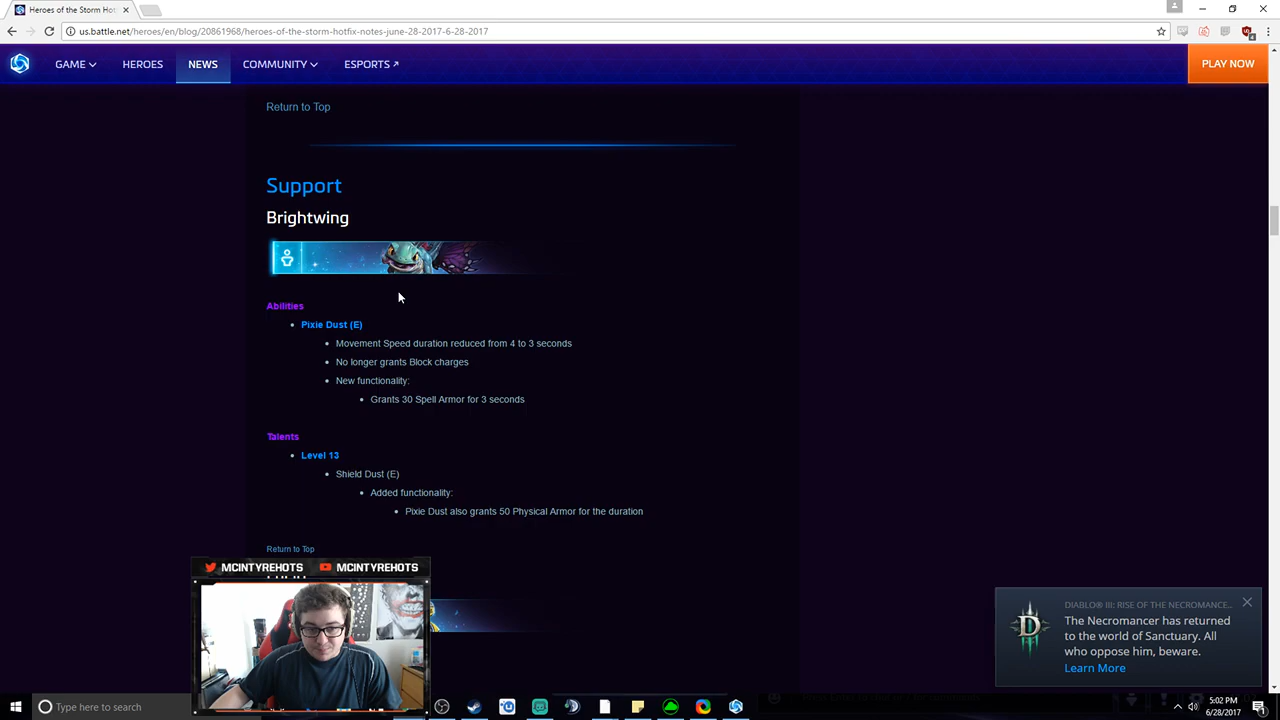 Heroes of the Storm Hot
us.battle.net/heroes/en/blog/20861968/heroes-of-the-storm-hotfix-notes-june-28-2017-6-28-2017
GAME
HEROES
NEWS
COMMUNITY
ESPORTS
PLAY NOW
Return to Top
Support
Brightwing
Abilities
Pixie Dust (E)
Movement Speed duration reduced from 4 to 3 seconds
No longer grants Block charges
New functionality:
Grants 30 Spell Armor for 3 seconds
Talents
Level 13
Shield Dust (E)
Added functionality:
Pixie Dust also grants 50 Physical Armor for the duration
Return to Top
MCINTYREHOTS
MCINTYREHOTS
DIABLO® III: RISE OF THE NECROMANCE...
The Necromancer has returned
to the world of Sanctuary. All
who oppose him, beware.
Learn More
Type here to search
5:02 PM
6/28/2017